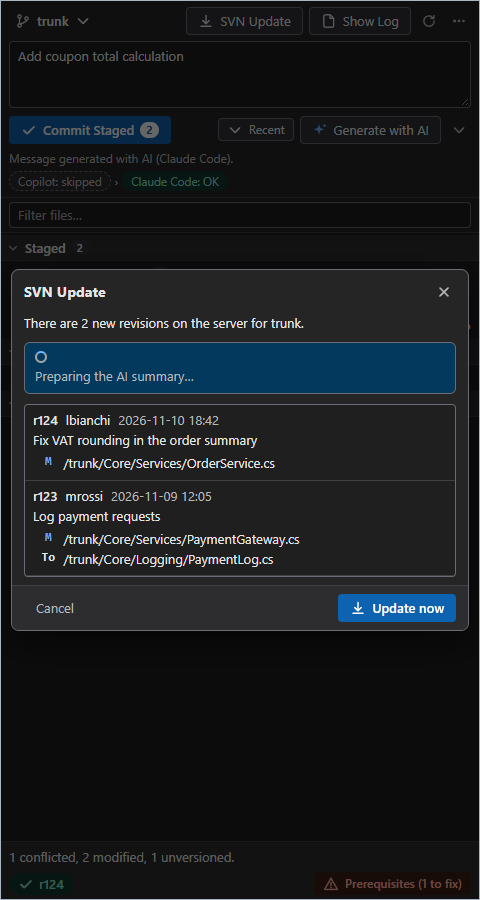 trunk
SVN Update
Show Log
Add coupon total calculation
Commit Staged 2
Recent
Generate with AI
Message generated with AI (Claude Code).
Copilot: skipped › Claude Code: OK
Filter files...
Staged 2
SVN Update
There are 2 new revisions on the server for trunk.
Preparing the AI summary...
r124 lbianchi 2026-11-10 18:42
Fix VAT rounding in the order summary
M /trunk/Core/Services/OrderService.cs
r123 mrossi 2026-11-09 12:05
Log payment requests
M /trunk/Core/Services/PaymentGateway.cs
To /trunk/Core/Logging/PaymentLog.cs
Cancel
Update now
1 conflicted, 2 modified, 1 unversioned.
r124
Prerequisites (1 to fix)